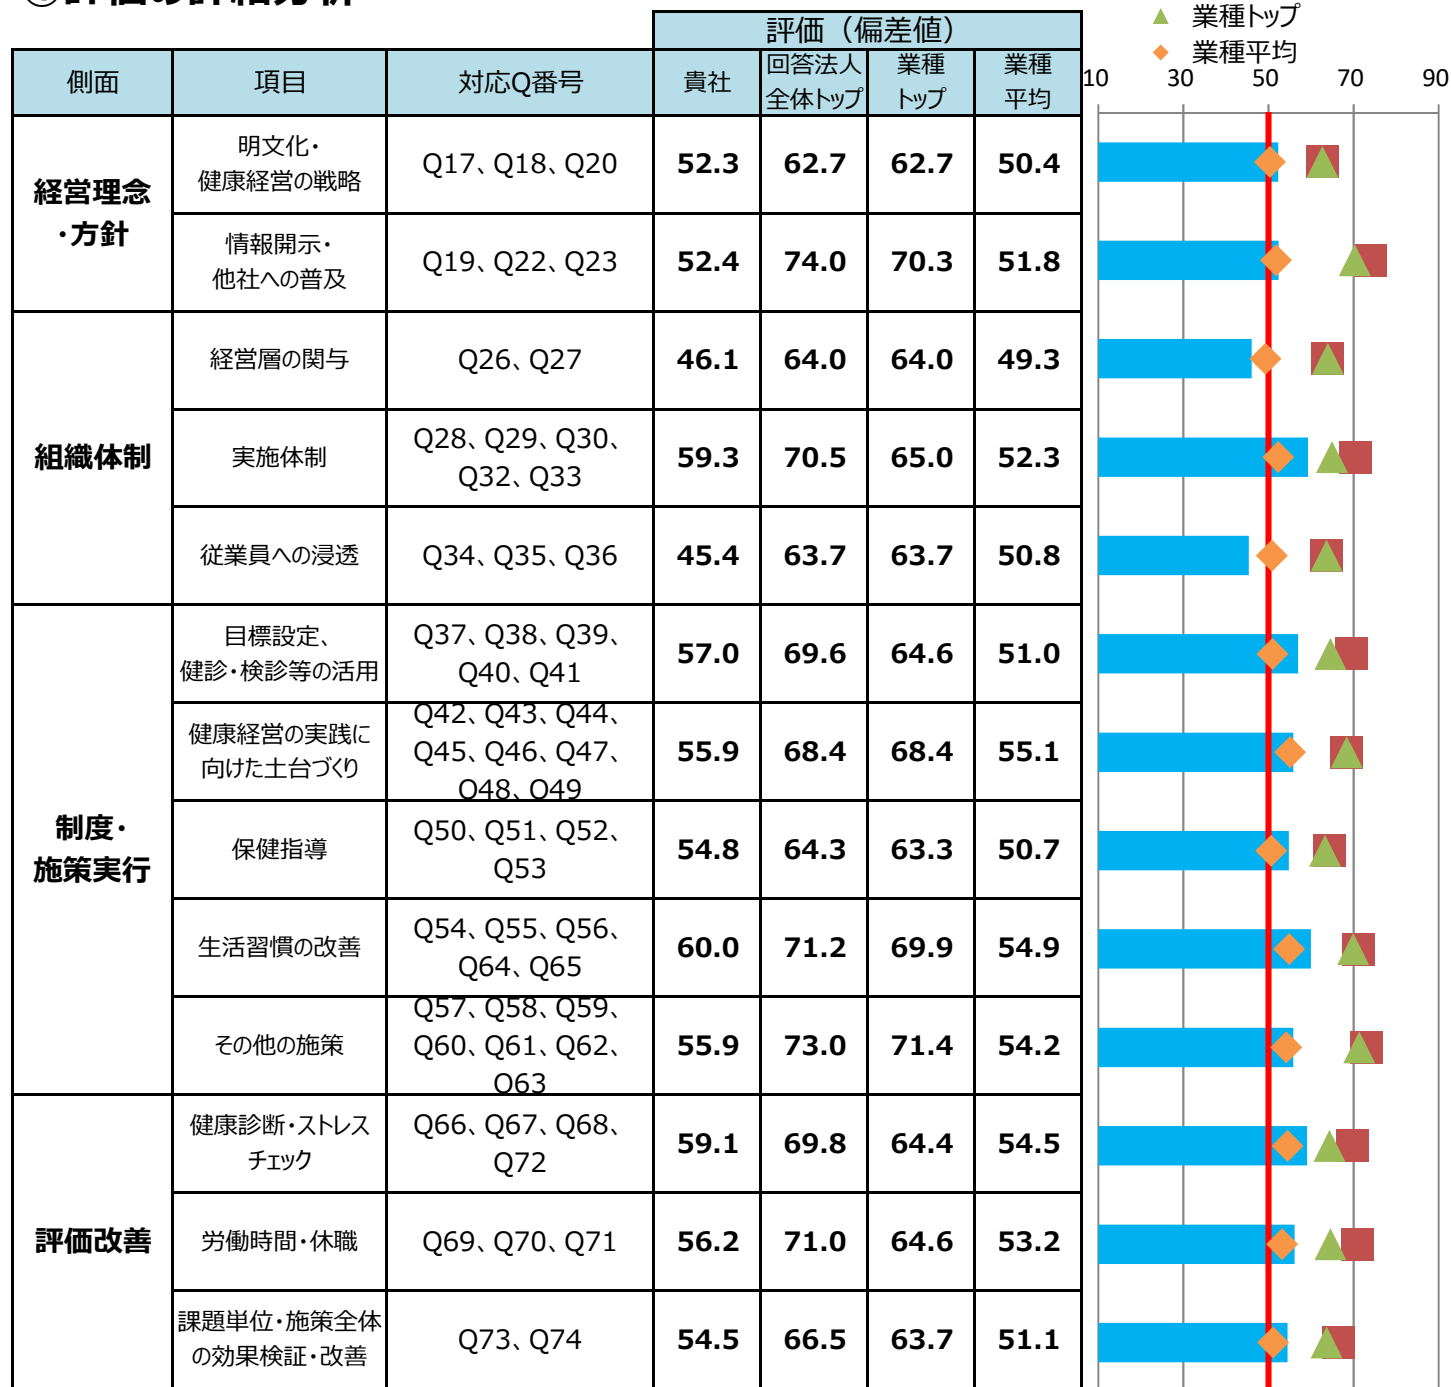 ①評価の詳細分析
▲ 業種トップ
◆ 業種平均
評価（偏差値）
側面 項目 対応Q番号 貴社 回答法人全体トップ 業種トップ 業種平均
10 30 50 70 90
経営理念・方針
明文化・健康経営の戦略 Q17、Q18、Q20 52.3 62.7 62.7 50.4
情報開示・他社への普及 Q19、Q22、Q23 52.4 74.0 70.3 51.8
組織体制
経営層の関与 Q26、Q27 46.1 64.0 64.0 49.3
実施体制 Q28、Q29、Q30、Q32、Q33 59.3 70.5 65.0 52.3
従業員への浸透 Q34、Q35、Q36 45.4 63.7 63.7 50.8
制度・施策実行
目標設定、健診・検診等の活用 Q37、Q38、Q39、Q40、Q41 57.0 69.6 64.6 51.0
健康経営の実践に向けた土台づくり Q42、Q43、Q44、Q45、Q46、Q47、Q48、Q49 55.9 68.4 68.4 55.1
保健指導 Q50、Q51、Q52、Q53 54.8 64.3 63.3 50.7
生活習慣の改善 Q54、Q55、Q56、Q64、Q65 60.0 71.2 69.9 54.9
その他の施策 Q57、Q58、Q59、Q60、Q61、Q62、Q63 55.9 73.0 71.4 54.2
評価改善
健康診断・ストレスチェック Q66、Q67、Q68、Q72 59.1 69.8 64.4 54.5
労働時間・休職 Q69、Q70、Q71 56.2 71.0 64.6 53.2
課題単位・施策全体の効果検証・改善 Q73、Q74 54.5 66.5 63.7 51.1